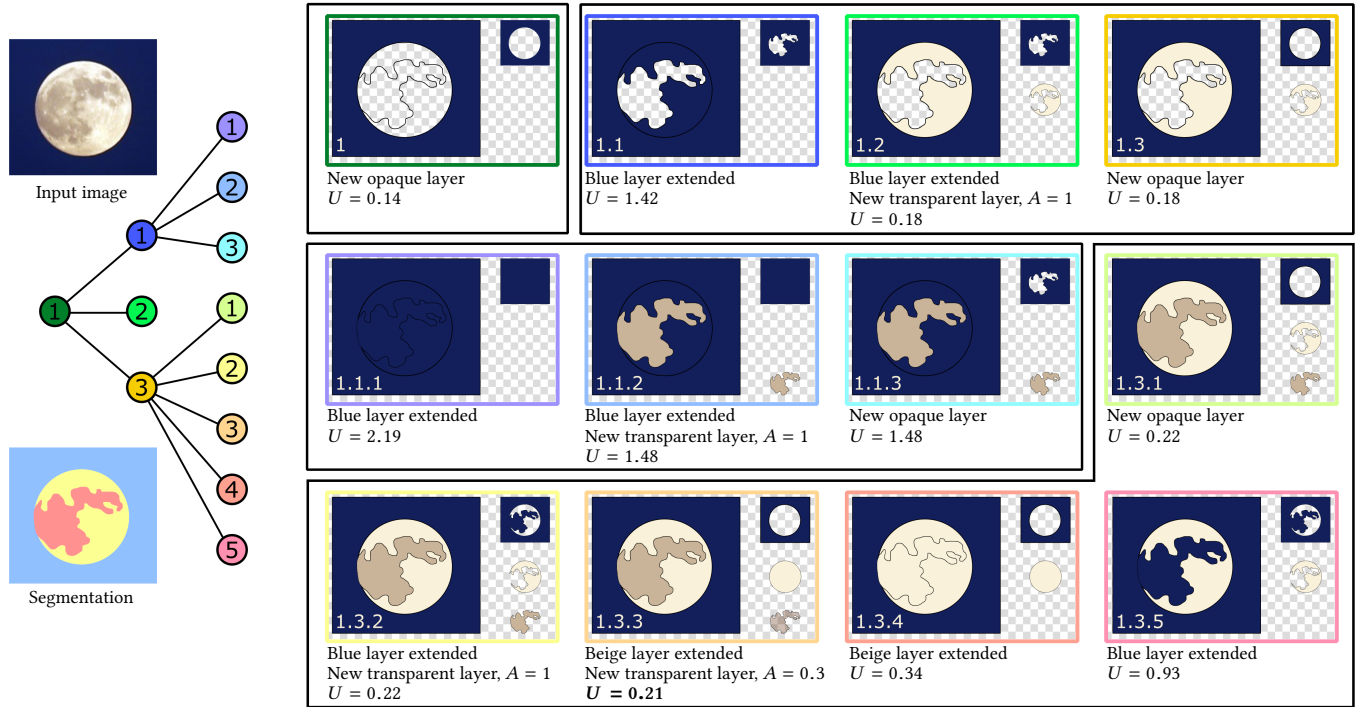 Input image
1
2
3
1
1
2
3
1
2
3
4
5
Segmentation
1
New opaque layer
U = 0.14
1.1
Blue layer extended
U = 1.42
1.2
Blue layer extended
New transparent layer, A = 1
U = 0.18
1.3
New opaque layer
U = 0.18
1.1.1
Blue layer extended
U = 2.19
1.1.2
Blue layer extended
New transparent layer, A = 1
U = 1.48
1.1.3
New opaque layer
U = 1.48
1.3.1
New opaque layer
U = 0.22
1.3.2
Blue layer extended
New transparent layer, A = 1
U = 0.22
1.3.3
Beige layer extended
New transparent layer, A = 0.3
U = 0.21
1.3.4
Beige layer extended
U = 0.34
1.3.5
Blue layer extended
U = 0.93